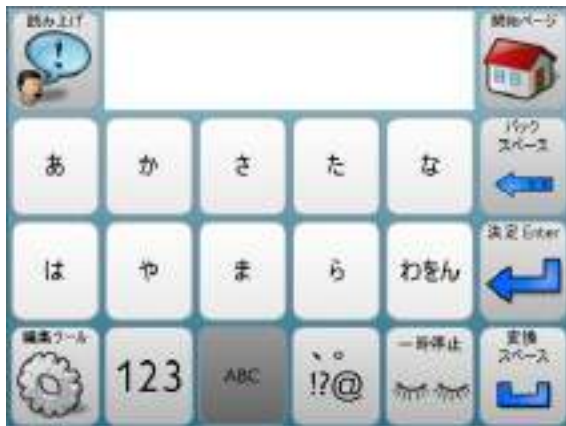 読み上げ
開始ページ
あ
か
さ
た
な
バック
スペース
は
や
ま
ら
わをん
決定 Enter
編集ツール
123
ABC
、。
!?@
一時停止
変換
スペース